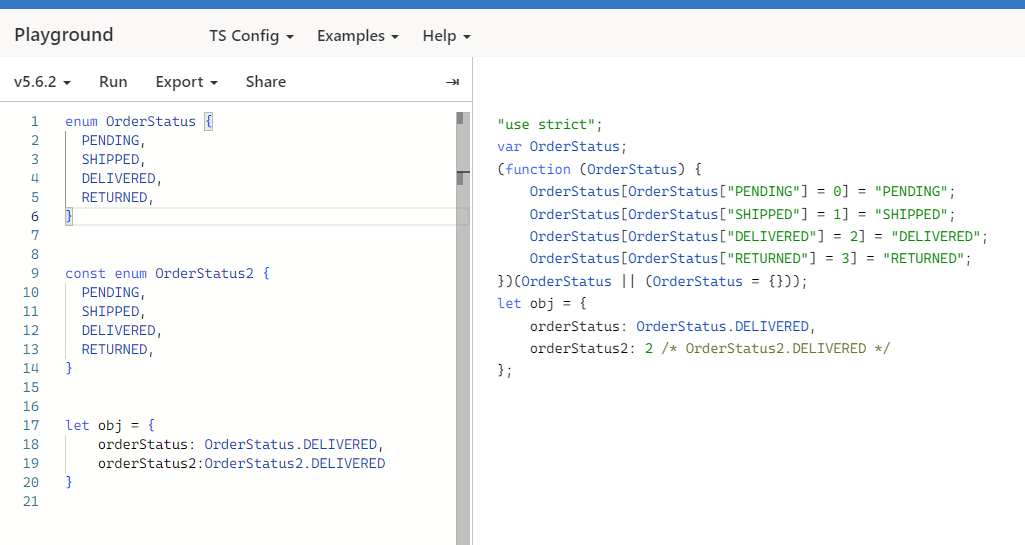 Playground
TS Config
Examples
Help
v5.6.2
Run
Export
Share
1 enum OrderStatus {
2   PENDING,
3   SHIPPED,
4   DELIVERED,
5   RETURNED,
6 }
7
8
9 const enum OrderStatus2 {
10   PENDING,
11   SHIPPED,
12   DELIVERED,
13   RETURNED,
14 }
15
16
17 let obj = {
18     orderStatus: OrderStatus.DELIVERED,
19     orderStatus2:OrderStatus2.DELIVERED
20 }
21
"use strict";
var OrderStatus;
(function (OrderStatus) {
    OrderStatus[OrderStatus["PENDING"] = 0] = "PENDING";
    OrderStatus[OrderStatus["SHIPPED"] = 1] = "SHIPPED";
    OrderStatus[OrderStatus["DELIVERED"] = 2] = "DELIVERED";
    OrderStatus[OrderStatus["RETURNED"] = 3] = "RETURNED";
})(OrderStatus || (OrderStatus = {}));
let obj = {
    orderStatus: OrderStatus.DELIVERED,
    orderStatus2: 2 /* OrderStatus2.DELIVERED */
};